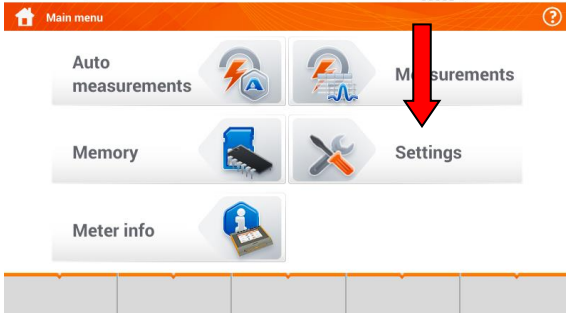 Main menu
Auto
measurements
Measurements
Memory
Settings
Meter info